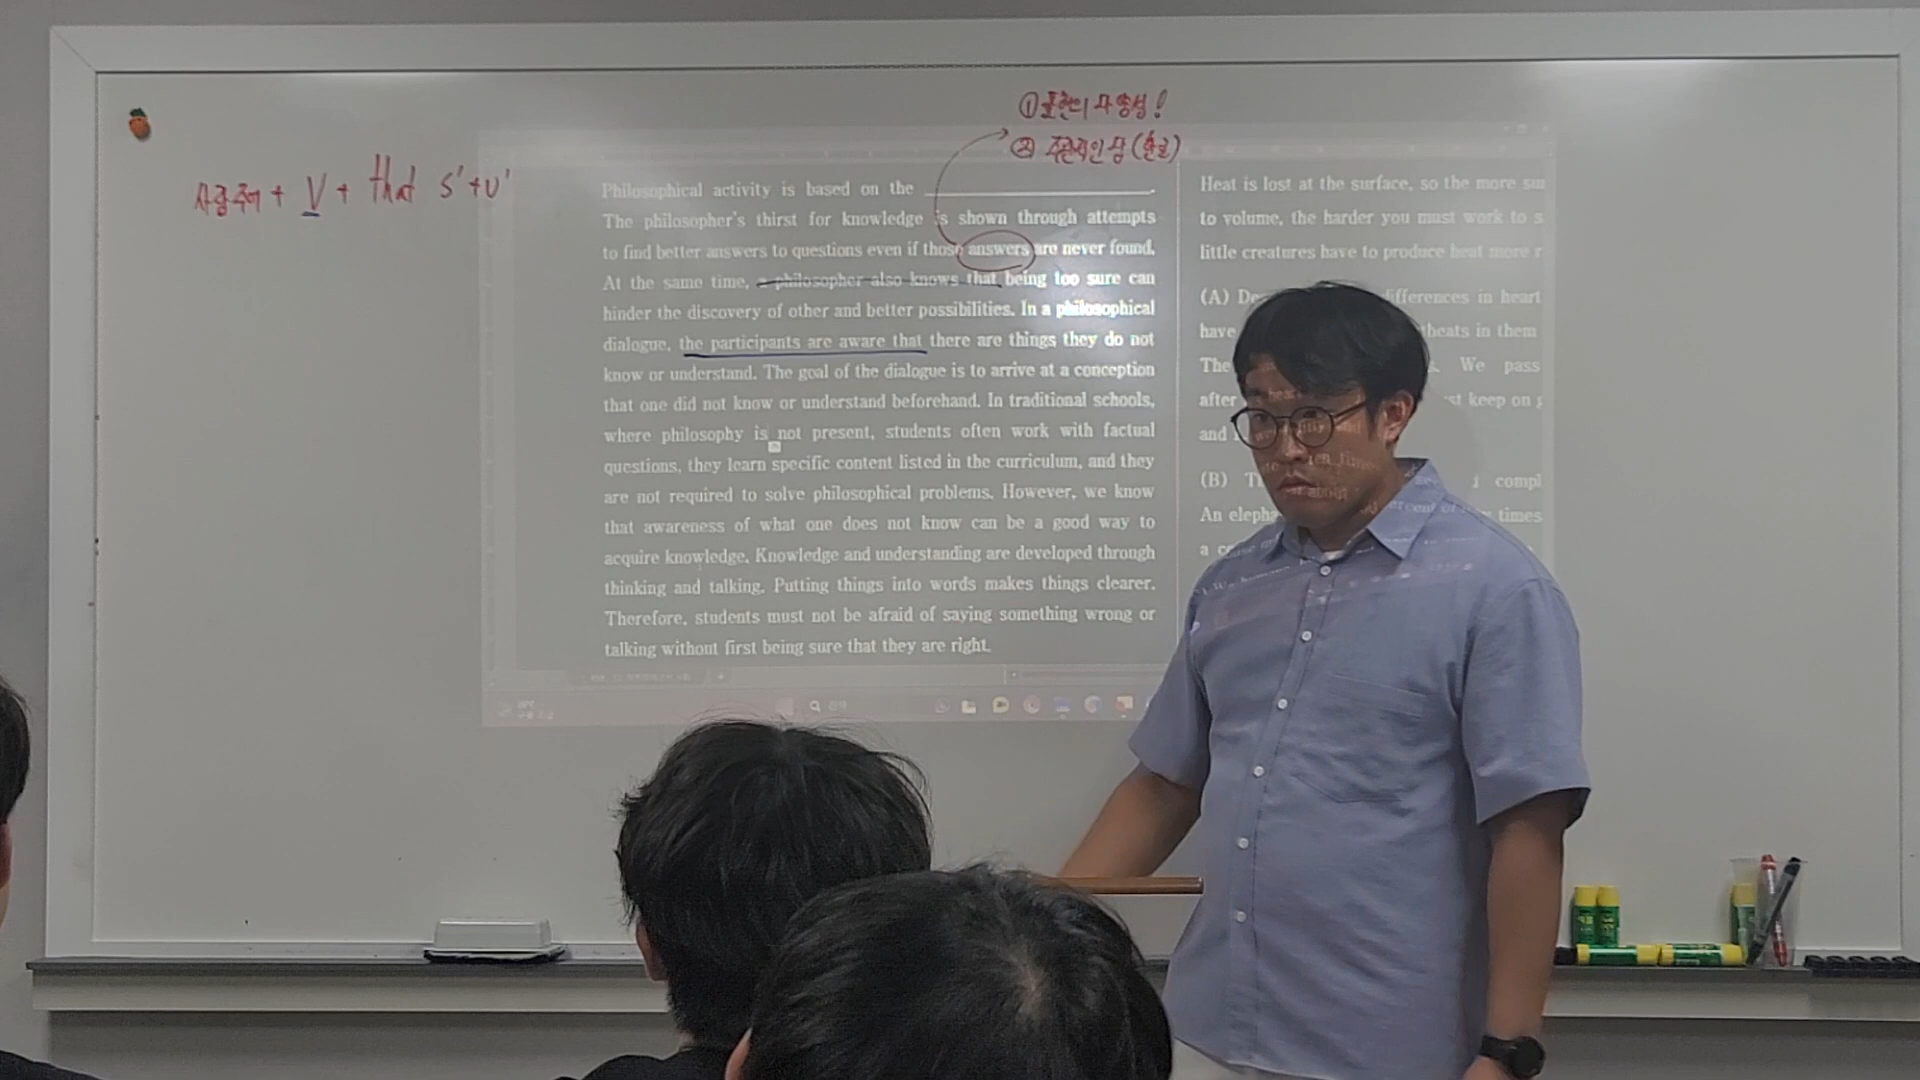 ①표현의 다양성!
② 주관적인 답(한글)
사람주어 + V + that s'+v'
Philosophical activity is based on the
The philosopher's thirst for knowledge is shown through attempts
to find better answers to questions even if those answers are never found.
At the same time, a philosopher also knows that being too sure can
hinder the discovery of other and better possibilities. In a philosophical
dialogue, the participants are aware that there are things they do not
know or understand. The goal of the dialogue is to arrive at a conception
that one did not know or understand beforehand. In traditional schools,
where philosophy is not present, students often work with factual
questions, they learn specific content listed in the curriculum, and they
are not required to solve philosophical problems. However, we know
that awareness of what one does not know can be a good way to
acquire knowledge. Knowledge and understanding are developed through
thinking and talking. Putting things into words makes things clearer.
Therefore, students must not be afraid of saying something wrong or
talking without first being sure that they are right.
Heat is lost at the surface, so the more
to volume, the harder you must work to
little creatures have to produce heat more
(A) ifferences in heart
have tbeats in them
The We pass
after st keep on
and
(B) compl
An elepha times
a